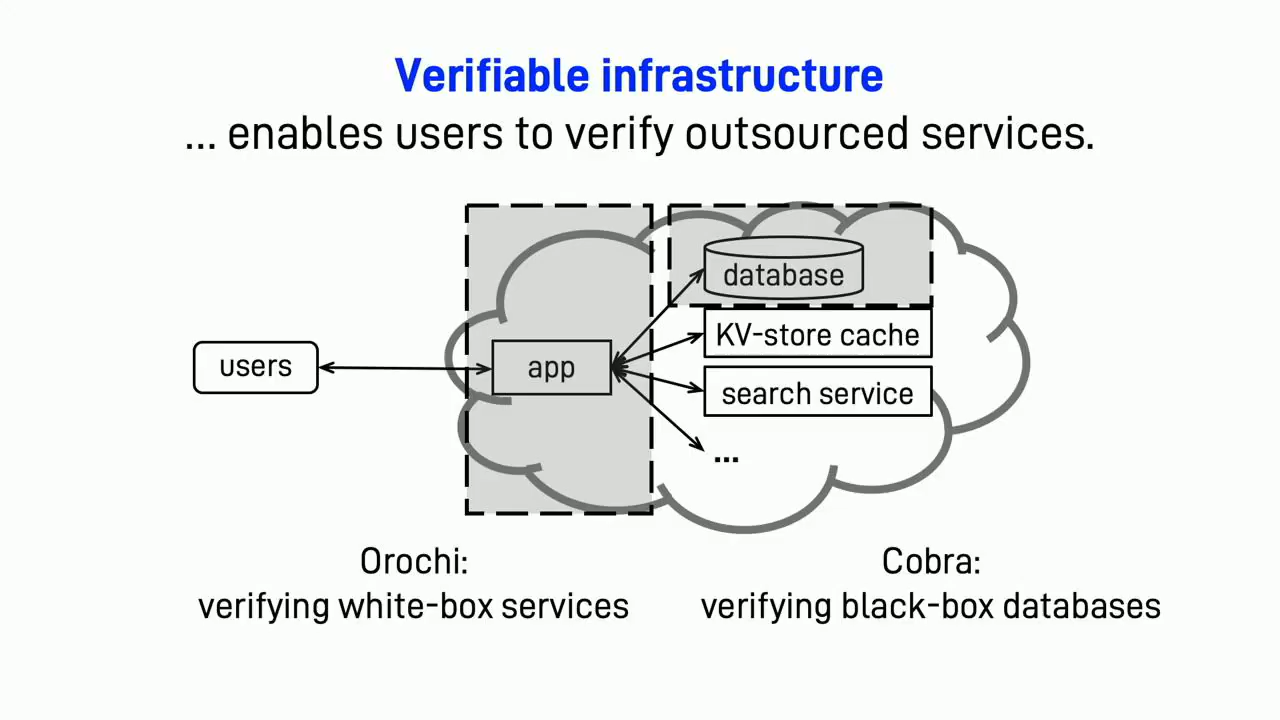 Verifiable infrastructure
... enables users to verify outsourced services.
database
KV-store cache
users
app
search service
...
Orochi:
verifying white-box services
Cobra:
verifying black-box databases